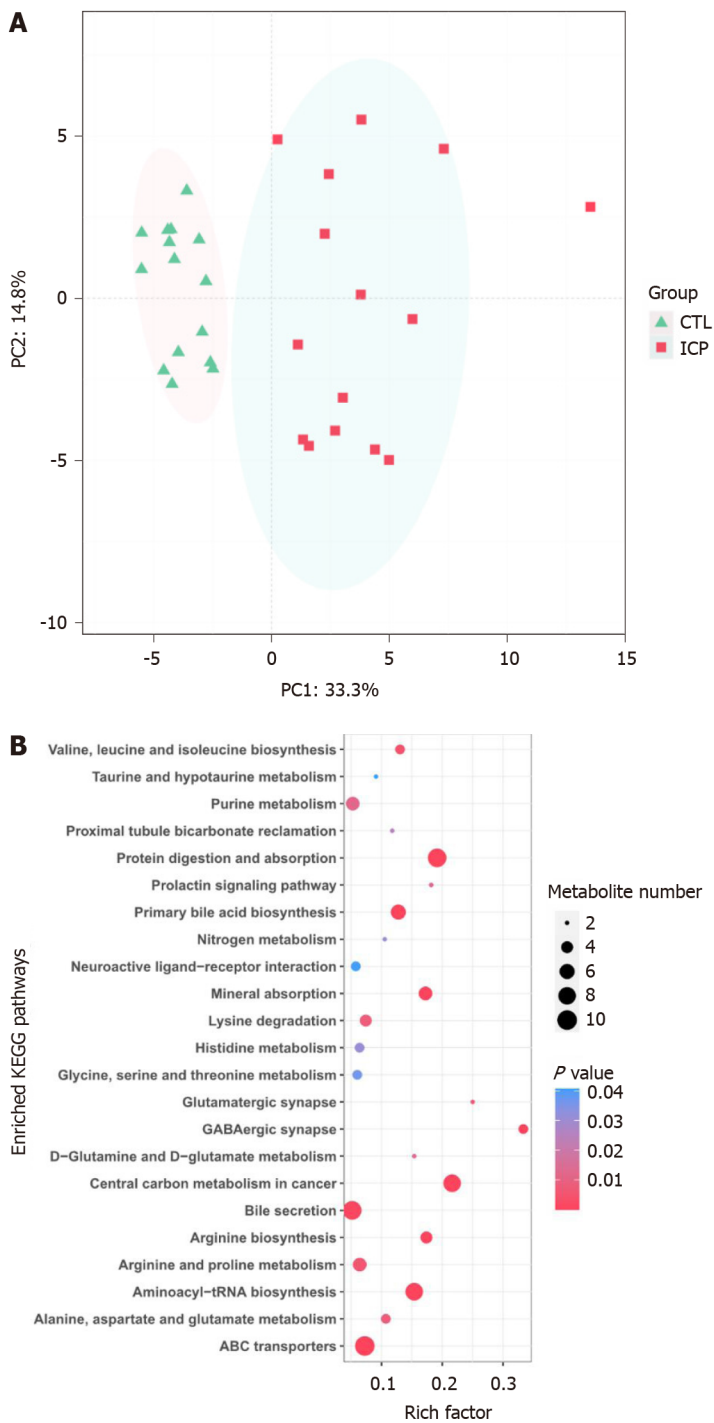 A
5
0
-5
-10
PC2: 14.8%
-5 0 5 10 15
PC1: 33.3%
Group
CTL
ICP
B
Enriched KEGG pathways
Valine, leucine and isoleucine biosynthesis
Taurine and hypotaurine metabolism
Purine metabolism
Proximal tubule bicarbonate reclamation
Protein digestion and absorption
Prolactin signaling pathway
Primary bile acid biosynthesis
Nitrogen metabolism
Neuroactive ligand−receptor interaction
Mineral absorption
Lysine degradation
Histidine metabolism
Glycine, serine and threonine metabolism
Glutamatergic synapse
GABAergic synapse
D−Glutamine and D−glutamate metabolism
Central carbon metabolism in cancer
Bile secretion
Arginine biosynthesis
Arginine and proline metabolism
Aminoacyl−tRNA biosynthesis
Alanine, aspartate and glutamate metabolism
ABC transporters
0.1 0.2 0.3
Rich factor
Metabolite number
2
4
6
8
10
P value
0.04
0.03
0.02
0.01